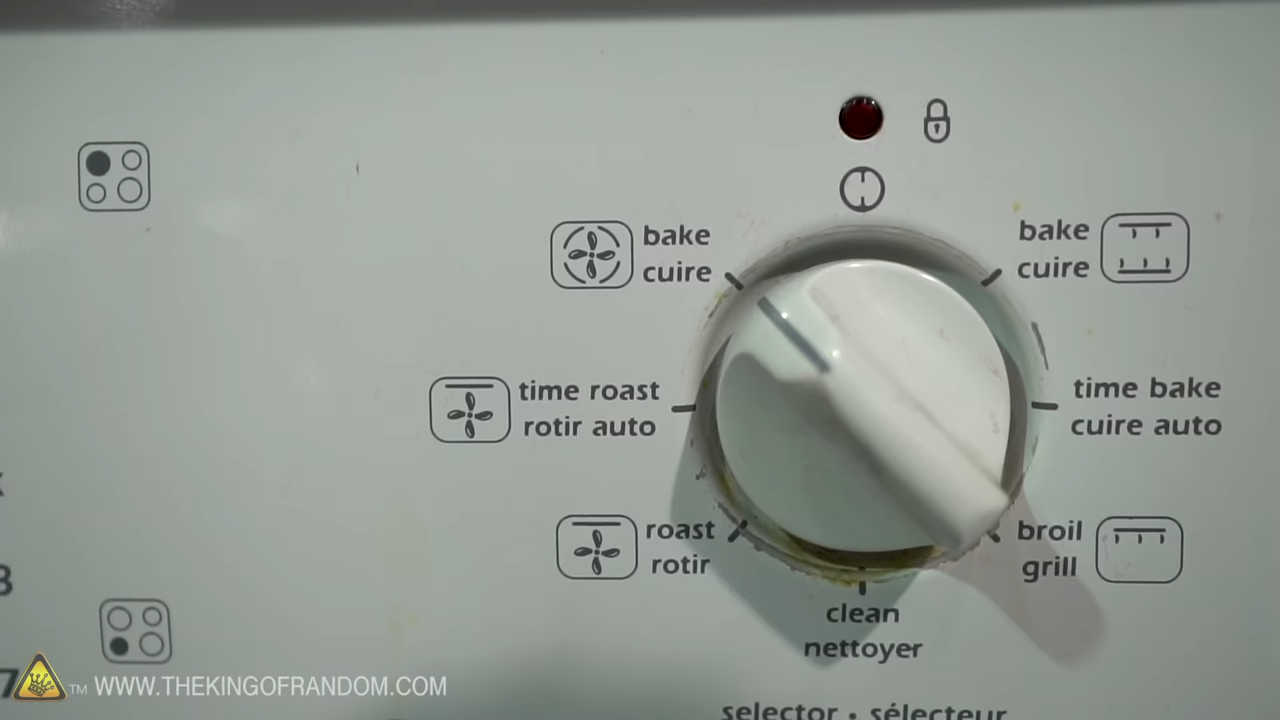 bake
cuire
bake
cuire
time roast
rotir auto
time bake
cuire auto
roast
rotir
broil
grill
clean
nettoyer
selector • sélecteur
TM WWW.THEKINGOFRANDOM.COM